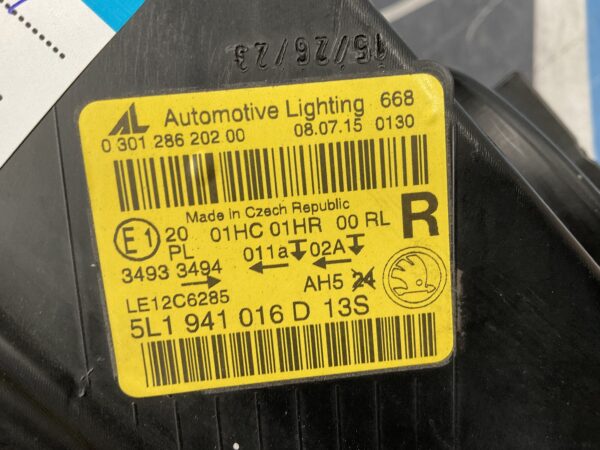 15/26/23
AL Automotive Lighting 668
0 301 286 202 00 08.07.15 0130
Made in Czech Republic
E1 20 01HC 01HR 00 RL R
PL 011a 02A
3493 3494
AH5 24
LE12C6285
5L1 941 016 D 13S